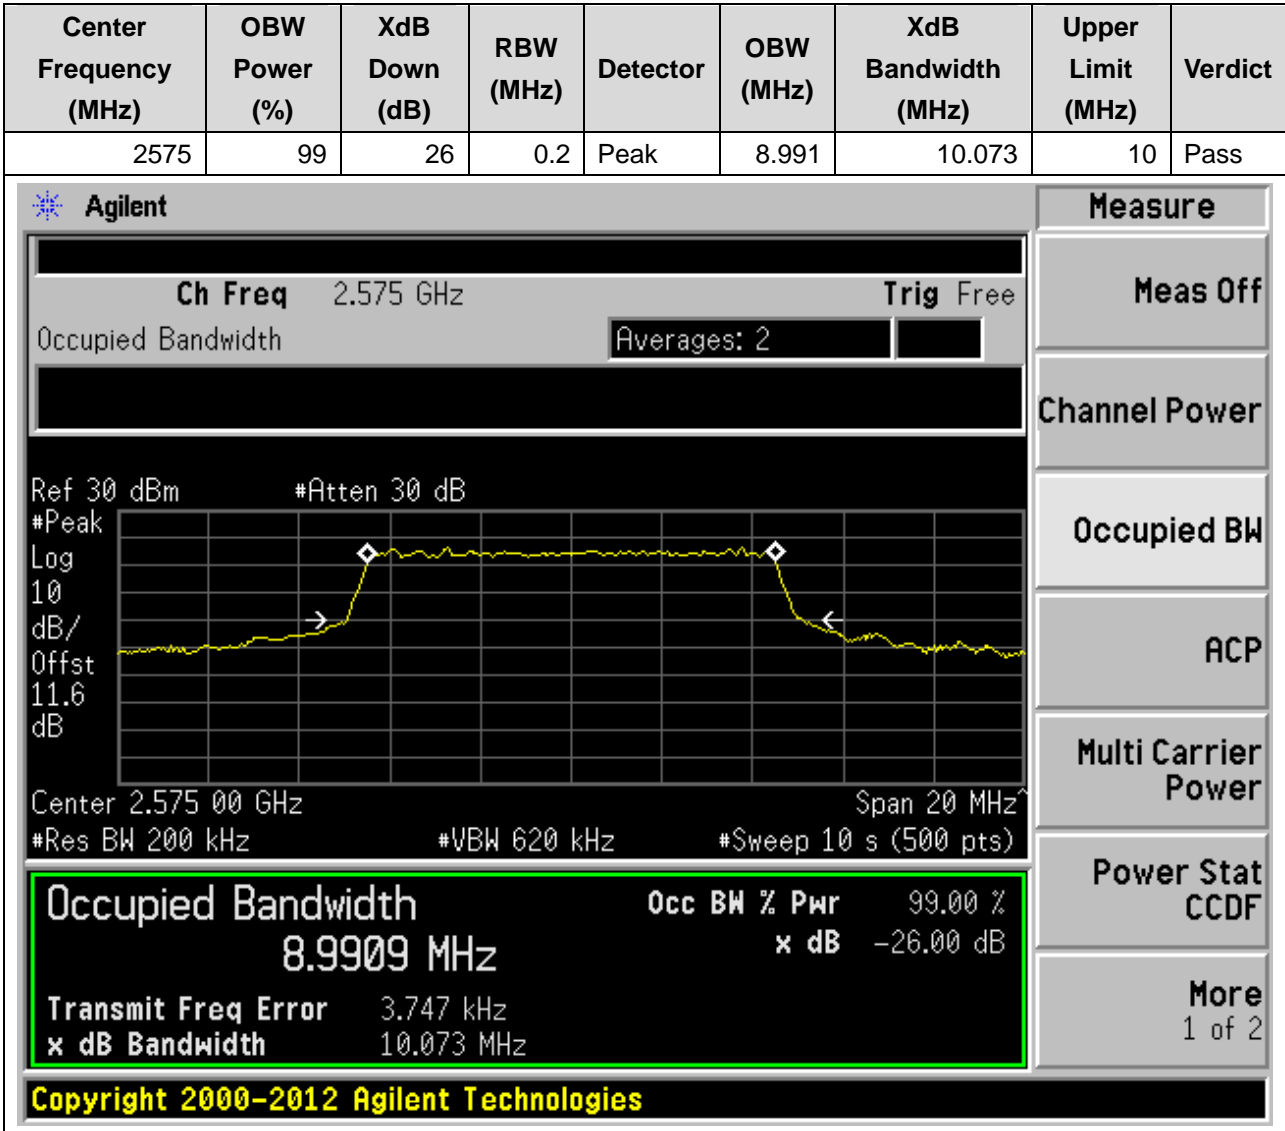 Center Frequency (MHz) OBW Power (%) XdB Down (dB) RBW (MHz) Detector OBW (MHz) XdB Bandwidth (MHz) Upper Limit (MHz) Verdict
2575 99 26 0.2 Peak 8.991 10.073 10 Pass
Agilent
Measure
Ch Freq 2.575 GHz Trig Free
Meas Off
Occupied Bandwidth Averages: 2
Channel Power
Ref 30 dBm #Atten 30 dB
#Peak
Log
10
dB/
Offst
11.6
dB
Occupied BW
ACP
Multi Carrier
Power
Center 2.575 00 GHz Span 20 MHz^
#Res BW 200 kHz #VBW 620 kHz #Sweep 10 s (500 pts)
Power Stat
CCDF
Occupied Bandwidth Occ BW % Pwr 99.00 %
8.9909 MHz x dB -26.00 dB
Transmit Freq Error 3.747 kHz
x dB Bandwidth 10.073 MHz
More
1 of 2
Copyright 2000-2012 Agilent Technologies